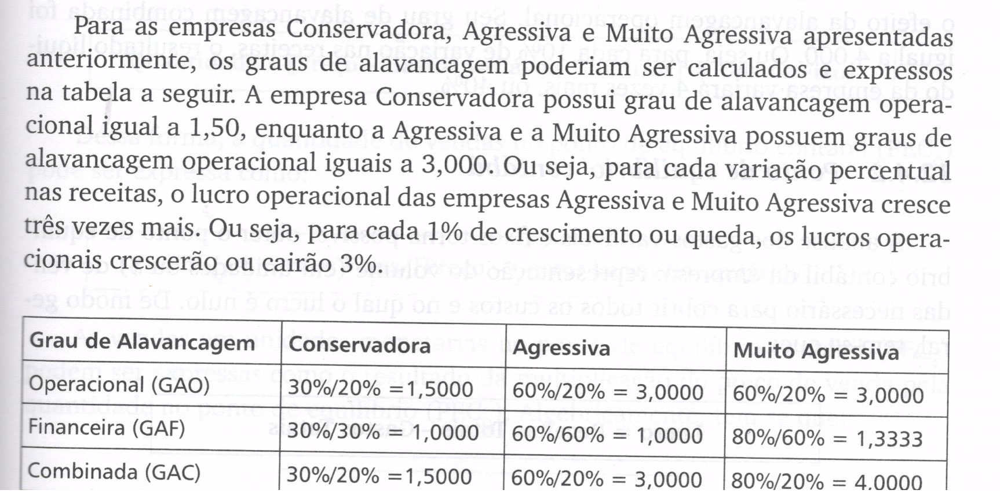 Para as empresas Conservadora, Agressiva e Muito Agressiva apresentadas
anteriormente, os graus de alavancagem poderiam ser calculados e expressos
na tabela a seguir. A empresa Conservadora possui grau de alavancagem opera-
cional igual a 1,50, enquanto a Agressiva e a Muito Agressiva possuem graus de
alavancagem operacional iguais a 3,000. Ou seja, para cada variação percentual
nas receitas, o lucro operacional das empresas Agressiva e Muito Agressiva cresce
três vezes mais. Ou seja, para cada 1% de crescimento ou queda, os lucros opera-
cionais crescerão ou cairão 3%.
Grau de Alavancagem Conservadora Agressiva Muito Agressiva
Operacional (GAO) 30%/20% =1,5000 60%/20% = 3,0000 60%/20% = 3,0000
Financeira (GAF) 30%/30% = 1,0000 60%/60% = 1,0000 80%/60% = 1,3333
Combinada (GAC) 30%/20% =1,5000 60%/20% = 3,0000 80%/20% = 4,0000